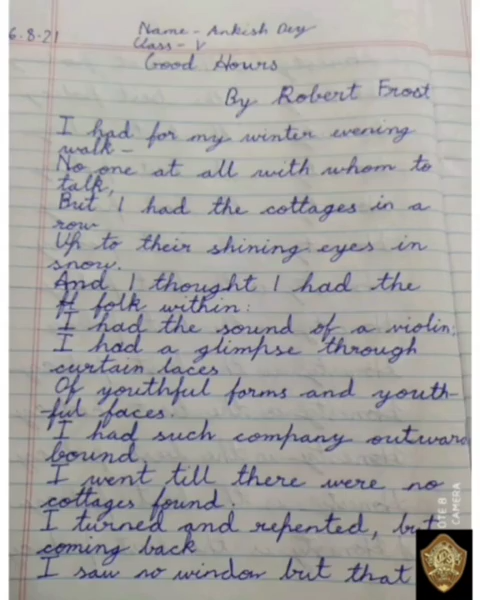 6.8-21
Name - Ankish Dey
Class - V
Good Hours
By Robert Frost
I had for my winter evening
walk -
No one at all with whom to
talk,
But I had the cottages in a
row
Up to their shining eyes in
snow.
And I thought I had the
folk within:
I had the sound of a violin;
I had a glimpse through
curtain laces
Of youthful forms and youth-
ful faces.
I had such company outward
bound
I went till there were no
cottages found.
I turned and repented, but
coming back
I saw no window but that
OTE 8
CAMERA